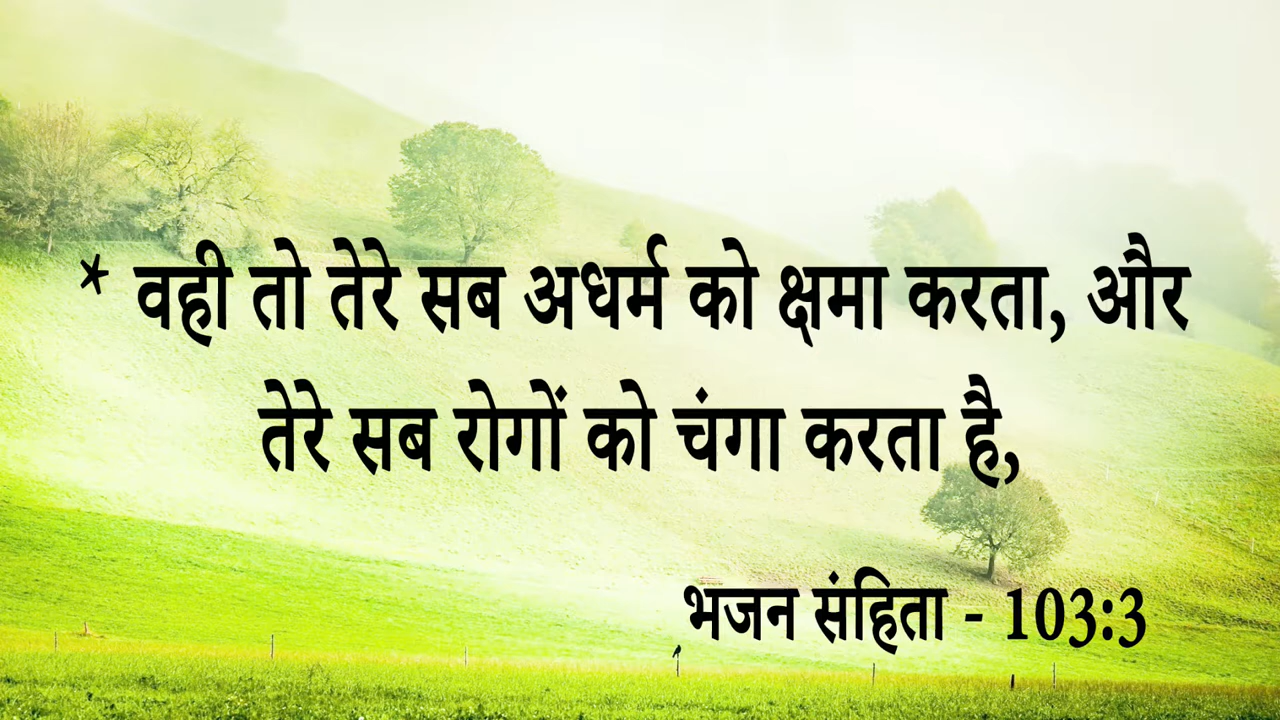 * वही तो तेरे सब अधर्म को क्षमा करता, और
तेरे सब रोगों को चंगा करता है,
भजन संहिता - 103:3